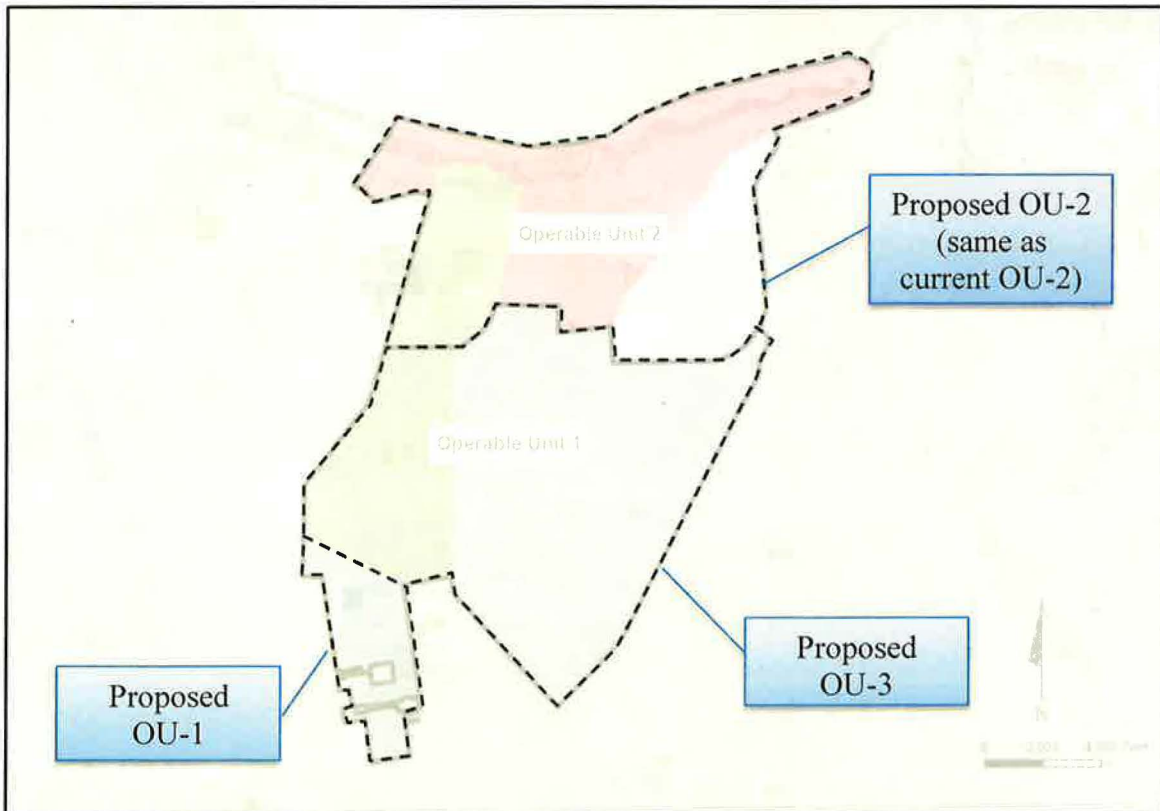 Operable Unit 2
Proposed OU-2
(same as
current OU-2)
Operable Unit 1
Proposed
OU-3
Proposed
OU-1
N
0